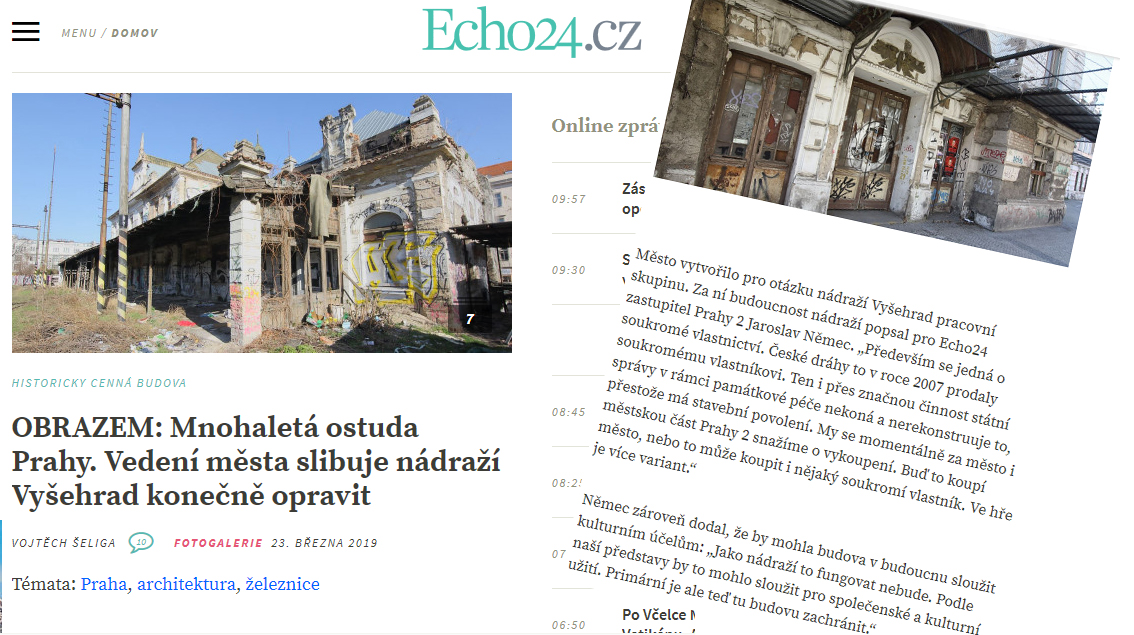 MENU / DOMOV
Echo24.cz
7
HISTORICKY CENNÁ BUDOVA
OBRAZEM: Mnohaletá ostuda
Prahy. Vedení města slibuje nádraží
Vyšehrad konečně opravit
VOJTĚCH ŠELIGA 10 FOTOGALERIE 23. BŘEZNA 2019
Témata: Praha, architektura, železnice
Online zprá
09:57
Zás
op
09:30
S
08:45
08:25
07
06:50
Po Včelce
Město vytvořilo pro otázku nádraží Vyšehrad pracovní
skupinu. Za ní budoucnost nádraží popsal pro Echo24
zastupitel Prahy 2 Jaroslav Němec. „Především se jedná o
soukromé vlastnictví. České dráhy to v roce 2007 prodaly
soukromému vlastníkovi. Ten i přes značnou činnost státní
správy v rámci památkové péče nekoná a nerekonstruuje to,
přestože má stavební povolení. My se momentálně za město i
městskou část Prahy 2 snažíme o vykoupení. Buď to koupí
město, nebo to může koupit i nějaký soukromí vlastník. Ve hře
je více variant.“
Němec zároveň dodal, že by mohla budova v budoucnu sloužit
kulturním účelům: „Jako nádraží to fungovat nebude. Podle
naší představy by to mohlo sloužit pro společenské a kulturní
užití. Primární je ale teď tu budovu zachránit.“